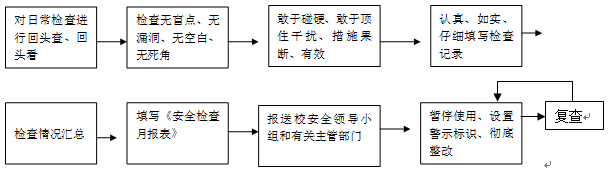 对日常检查进
行回头查、回
头看
检查无盲点、无
漏洞、无空白、
无死角
敢于碰硬、敢于顶
住干扰、措施果
断、有效
认真、如实、
仔细填写检查
记录
检查情况汇总
填写《安全检查
月报表》
报送校安全领导小
组和有关主管部门
暂停使用、设置
警示标识、彻底
整改
复查